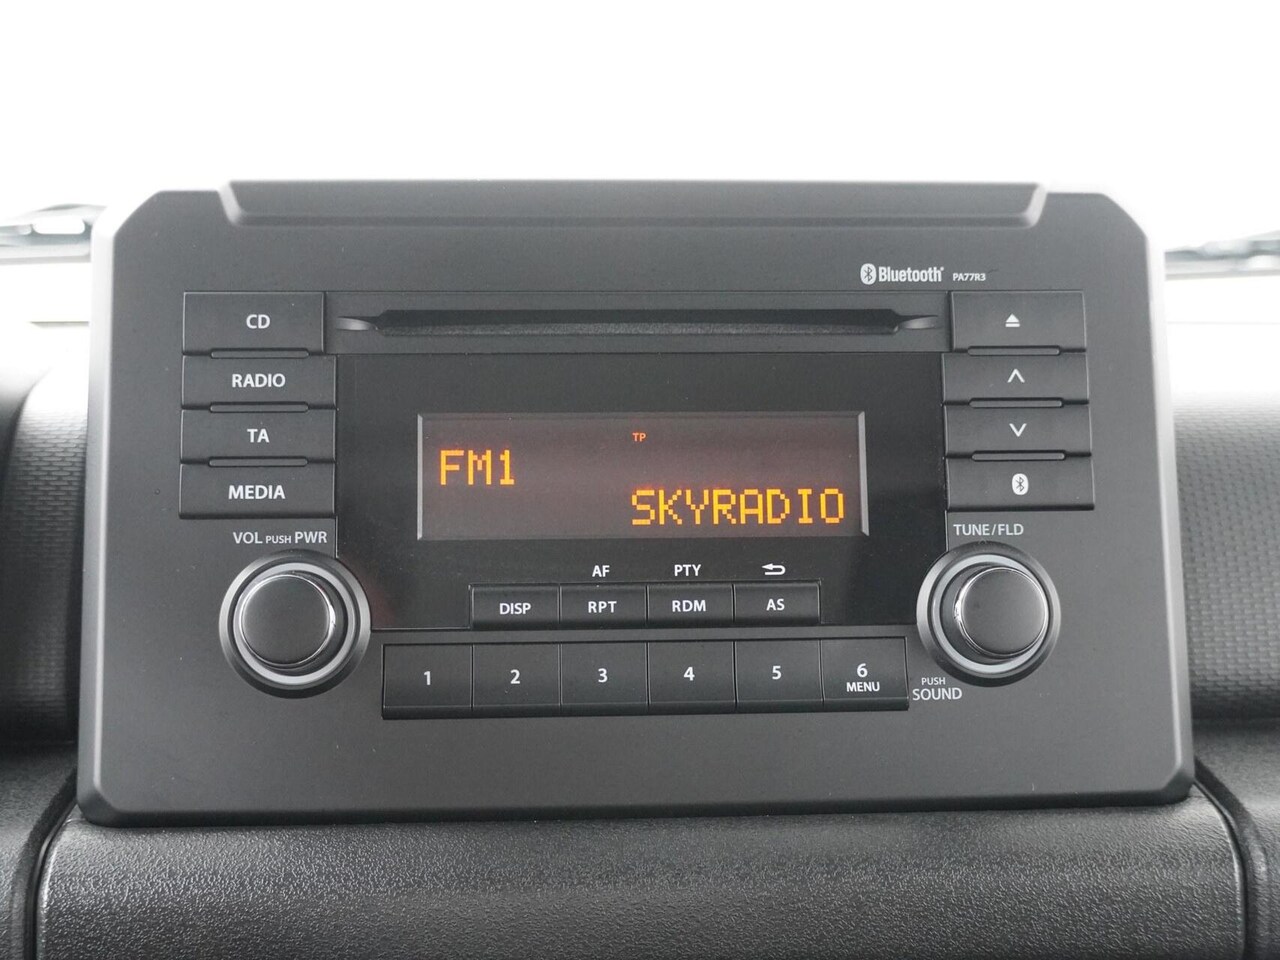 Bluetooth® PA77R3
CD
RADIO
TA
MEDIA
TP
FM1
SKYRADIO
VOL PUSH PWR
TUNE/FLD
AF PTY
DISP RPT RDM AS
1 2 3 4 5 6
MENU
PUSH
SOUND